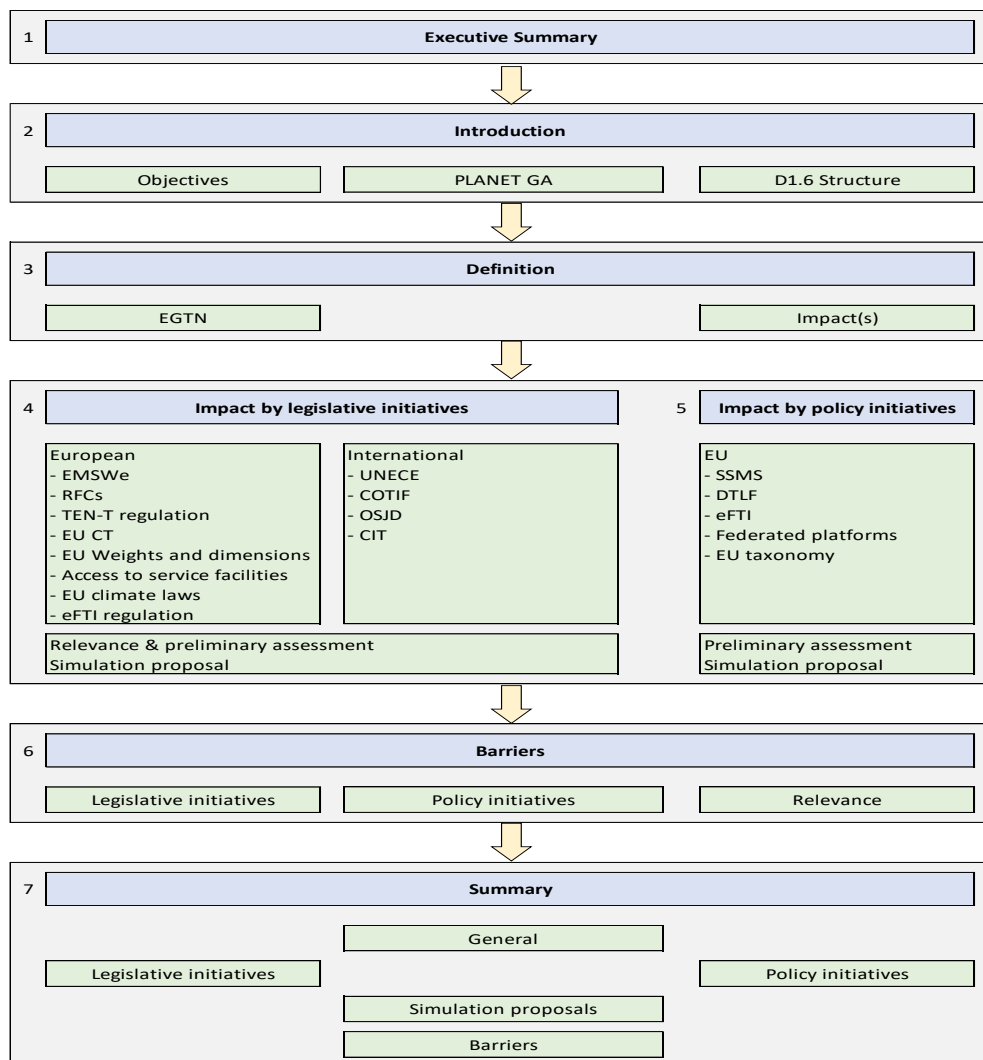 1
Executive Summary
2
Introduction
Objectives
PLANET GA
D1.6 Structure
3
Definition
EGTN
Impact(s)
4
Impact by legislative initiatives
European
- EMSWe
- RFCs
- TEN-T regulation
- EU CT
- EU Weights and dimensions
- Access to service facilities
- EU climate laws
- eFTI regulation
International
- UNECE
- COTIF
- OSJD
- CIT
Relevance & preliminary assessment
Simulation proposal
5
Impact by policy initiatives
EU
- SSMS
- DTLF
- eFTI
- Federated platforms
- EU taxonomy
Preliminary assessment
Simulation proposal
6
Barriers
Legislative initiatives
Policy initiatives
Relevance
7
Summary
General
Legislative initiatives
Policy initiatives
Simulation proposals
Barriers